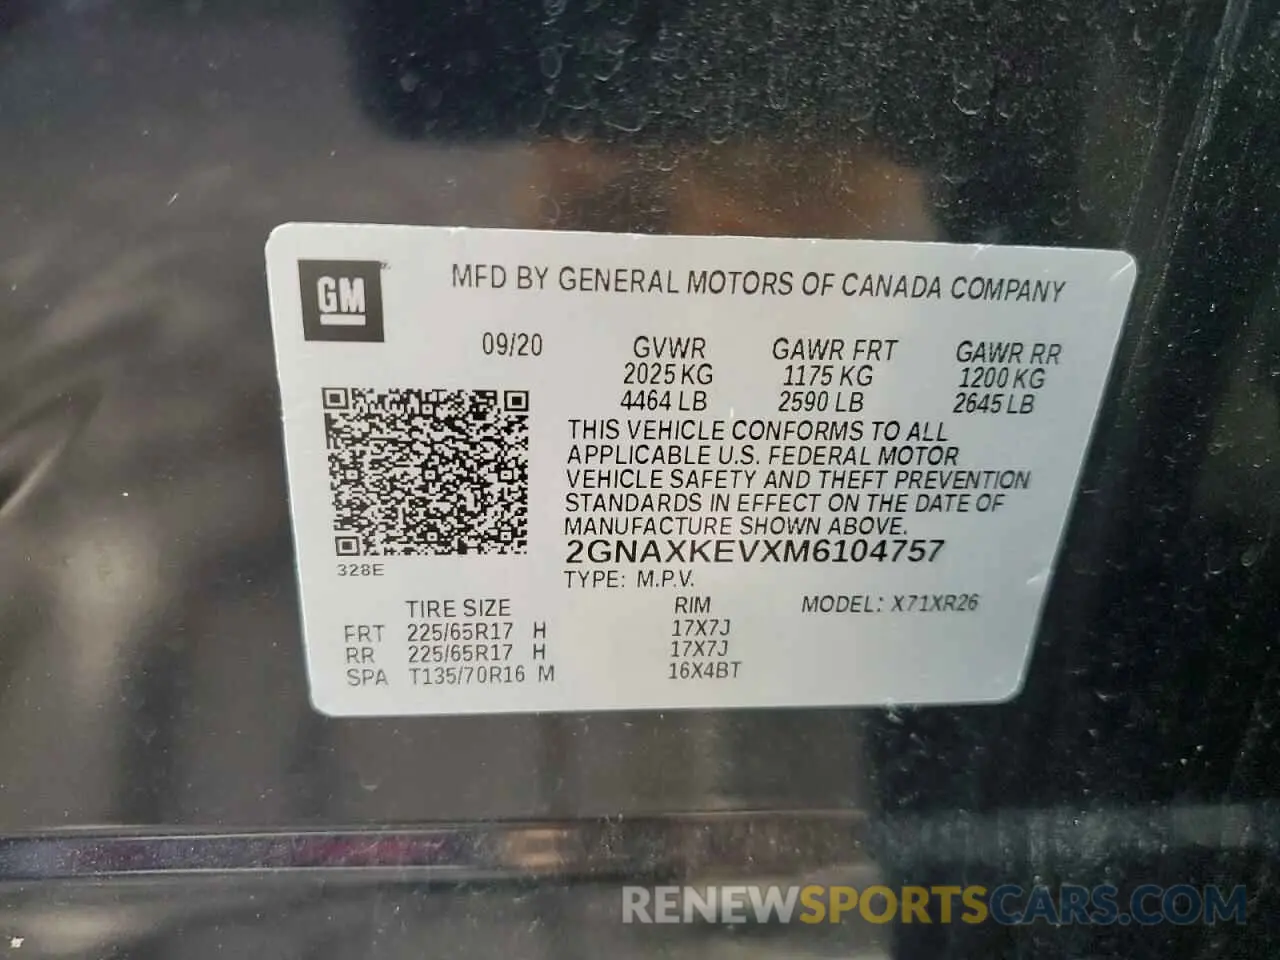 GM
MFD BY GENERAL MOTORS OF CANADA COMPANY
09/20 GVWR GAWR FRT GAWR RR
2025 KG 1175 KG 1200 KG
4464 LB 2590 LB 2645 LB
THIS VEHICLE CONFORMS TO ALL
APPLICABLE U.S. FEDERAL MOTOR
VEHICLE SAFETY AND THEFT PREVENTION
STANDARDS IN EFFECT ON THE DATE OF
MANUFACTURE SHOWN ABOVE.
2GNAXKEVXM6104757
328E
TYPE: M.P.V.
TIRE SIZE RIM MODEL: X71XR26
FRT 225/65R17 H 17X7J
RR 225/65R17 H 17X7J
SPA T135/70R16 M 16X4BT
RENEWSPORTSCARS.COM